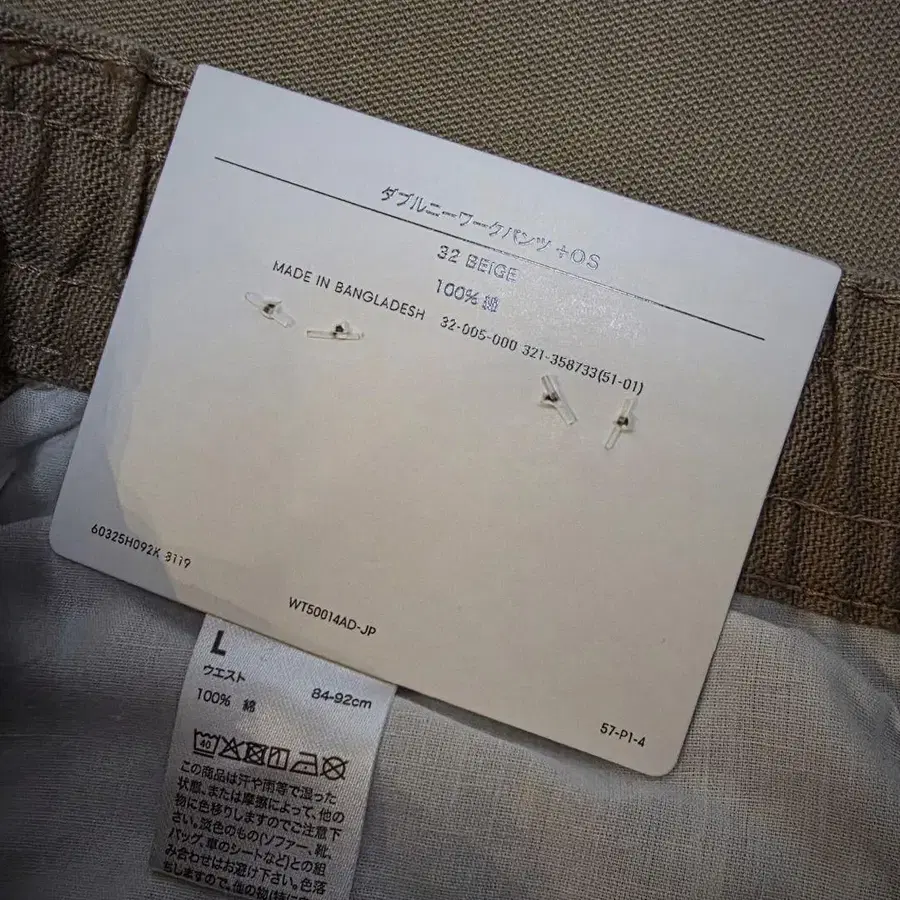 ダブルニーワークパンツ +OS
32 BEIGE
100% 綿
MADE IN BANGLADESH 32-005-000 321-358733(51-01)
60325H092K 8119
WT50014AD-JP
57-P1-4
L
ウエスト 84-92cm
100% 綿
40
この商品は汗や雨等で湿った
状態、または摩擦によって、他の
物に色移りしますのでご注意下
さい。淡色のもの(ソファー、靴、
バッグ、車のシートなど)との組
み合わせはお避け下さい。色落
ちしますので、他の物(特に